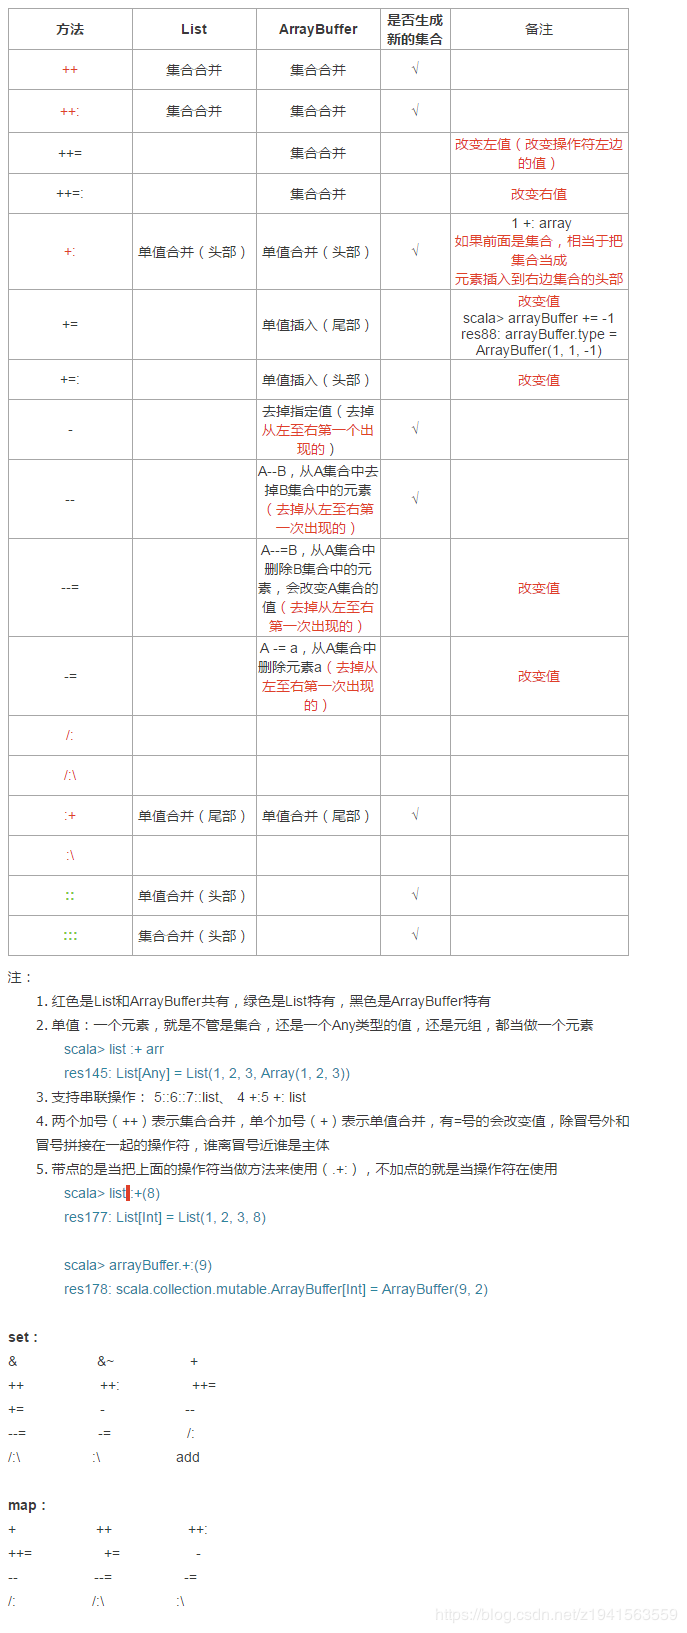 方法 List ArrayBuffer 是否生成新的集合 备注
++ 集合合并 集合合并 √
++: 集合合并 集合合并 √
++= 集合合并 改变左值（改变操作符左边的值）
++=: 集合合并 改变右值
+: 单值合并（头部） 单值合并（头部） √ 1 +: array
如果前面是集合，相当于把集合当成
元素插入到右边集合的头部
+= 单值插入（尾部） 改变值
scala> arrayBuffer += -1
res88: arrayBuffer.type =
ArrayBuffer(1, 1, -1)
+=: 单值插入（头部） 改变值
- 去掉指定值（去掉从左至右第一个出现的） √
-- A--B，从A集合中去掉B集合中的元素（去掉从左至右第一次出现的） √
--= A--=B，从A集合中删除B集合中的元素，会改变A集合的值（去掉从左至右第一次出现的） 改变值
-= A -= a，从A集合中删除元素a（去掉从左至右第一次出现的） 改变值
/:
/:\
:+ 单值合并（尾部） 单值合并（尾部） √
:\
:: 单值合并（头部） √
::: 集合合并（头部） √
注：
1. 红色是List和ArrayBuffer共有，绿色是List特有，黑色是ArrayBuffer特有
2. 单值：一个元素，就是不管是集合，还是一个Any类型的值，还是元组，都当做一个元素
scala> list :+ arr
res145: List[Any] = List(1, 2, 3, Array(1, 2, 3))
3. 支持串联操作： 5::6::7::list、 4 +:5 +: list
4. 两个加号（++）表示集合合并，单个加号（+）表示单值合并，有=号的会改变值，除冒号外和
冒号拼接在一起的操作符，谁离冒号近谁是主体
5. 带点的是当把上面的操作符当做方法来使用（.+:），不加点的就是当操作符在使用
scala> list.:+(8)
res177: List[Int] = List(1, 2, 3, 8)
scala> arrayBuffer.+:(9)
res178: scala.collection.mutable.ArrayBuffer[Int] = ArrayBuffer(9, 2)
set：
& &~ +
++ ++: ++=
+= - --
--= -= /:
/:\ :\ add
map：
+ ++ ++:
++= += -
-- --= -=
/: /:\ :\
https://blog.csdn.net/z1941563559